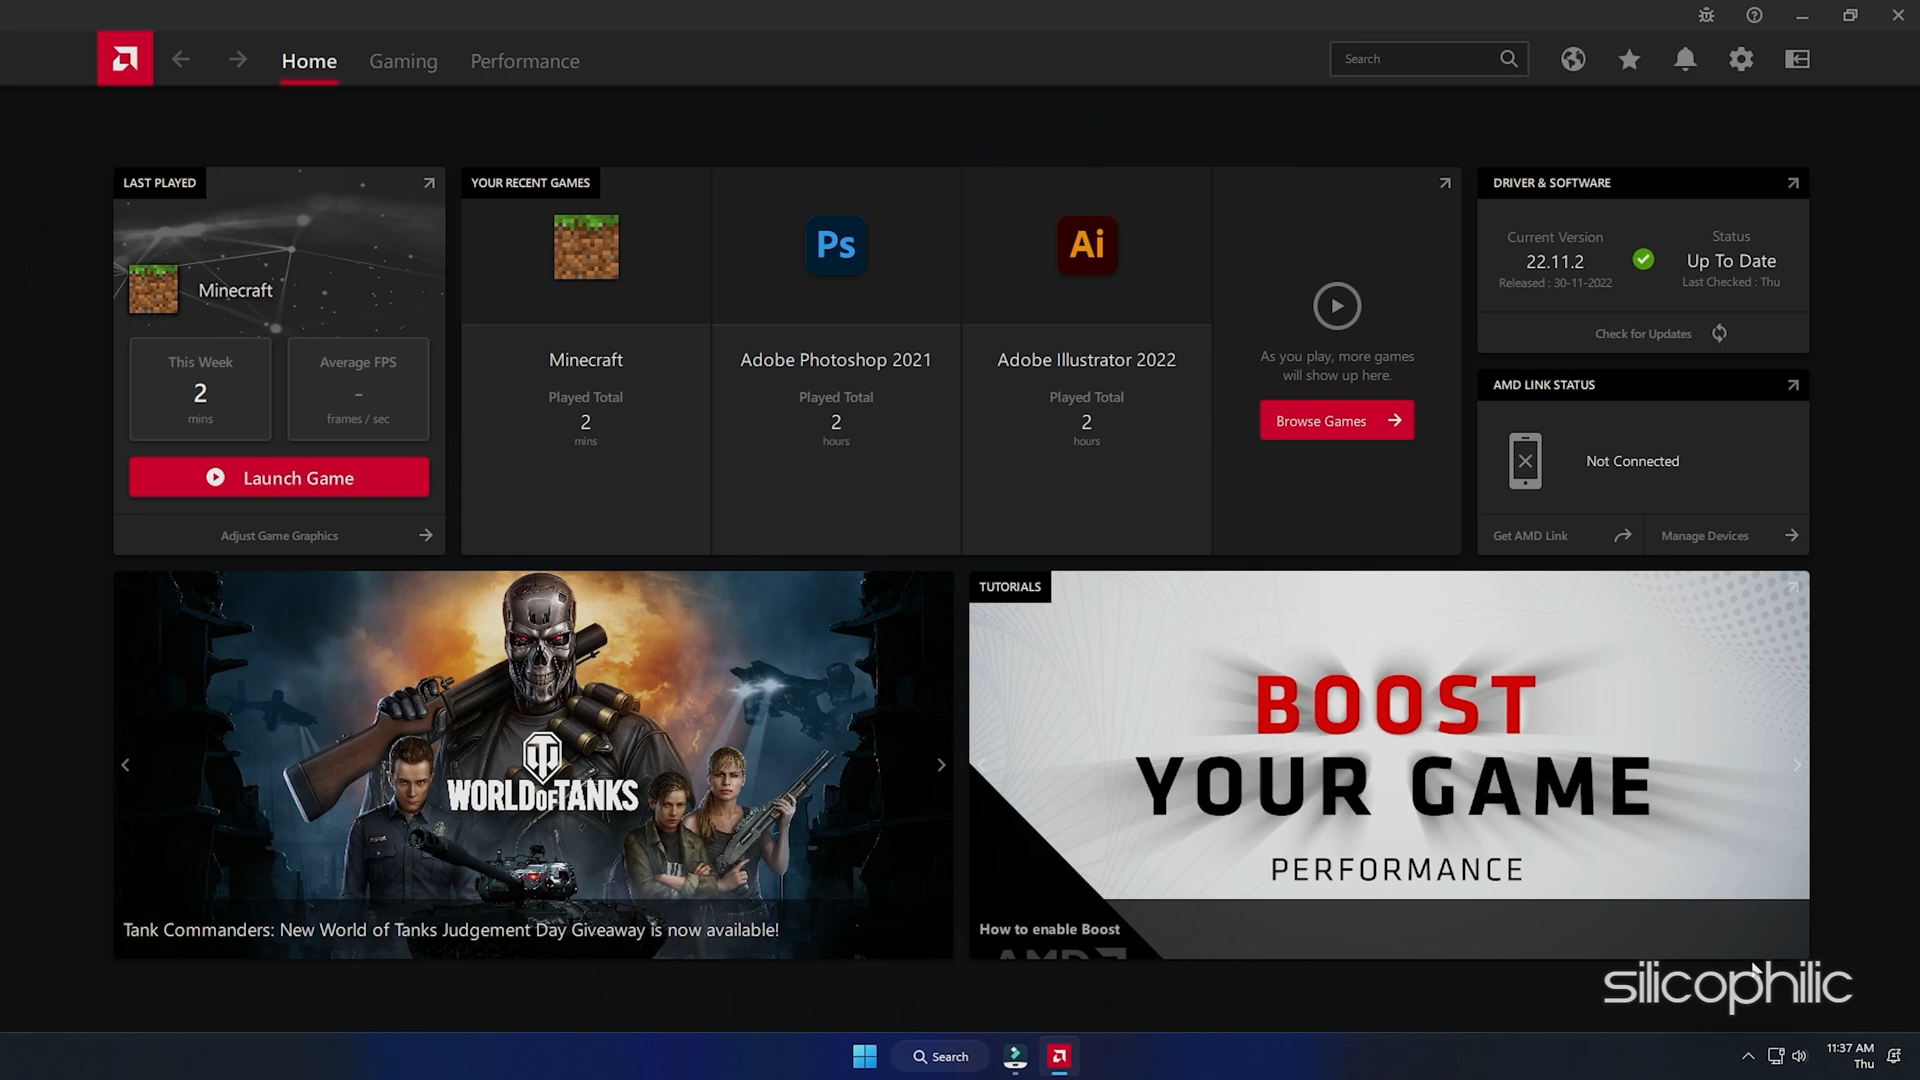 Home
Gaming
Performance
Search
LAST PLAYED
Minecraft
This Week
2
mins
Average FPS
-
frames / sec
Launch Game
Adjust Game Graphics
YOUR RECENT GAMES
Ps
Minecraft
Played Total
2
mins
Adobe Photoshop 2021
Played Total
2
hours
Ai
Adobe Illustrator 2022
Played Total
2
hours
As you play, more games
will show up here.
Browse Games
DRIVER & SOFTWARE
Current Version
22.11.2
Released : 30-11-2022
Status
Up To Date
Last Checked : Thu
Check for Updates
AMD LINK STATUS
Not Connected
Get AMD Link
Manage Devices
WORLD OF TANKS
Tank Commanders: New World of Tanks Judgement Day Giveaway is now available!
TUTORIALS
BOOST
YOUR GAME
PERFORMANCE
How to enable Boost
AMD
silicophilic
Search
11:37 AM
Thu